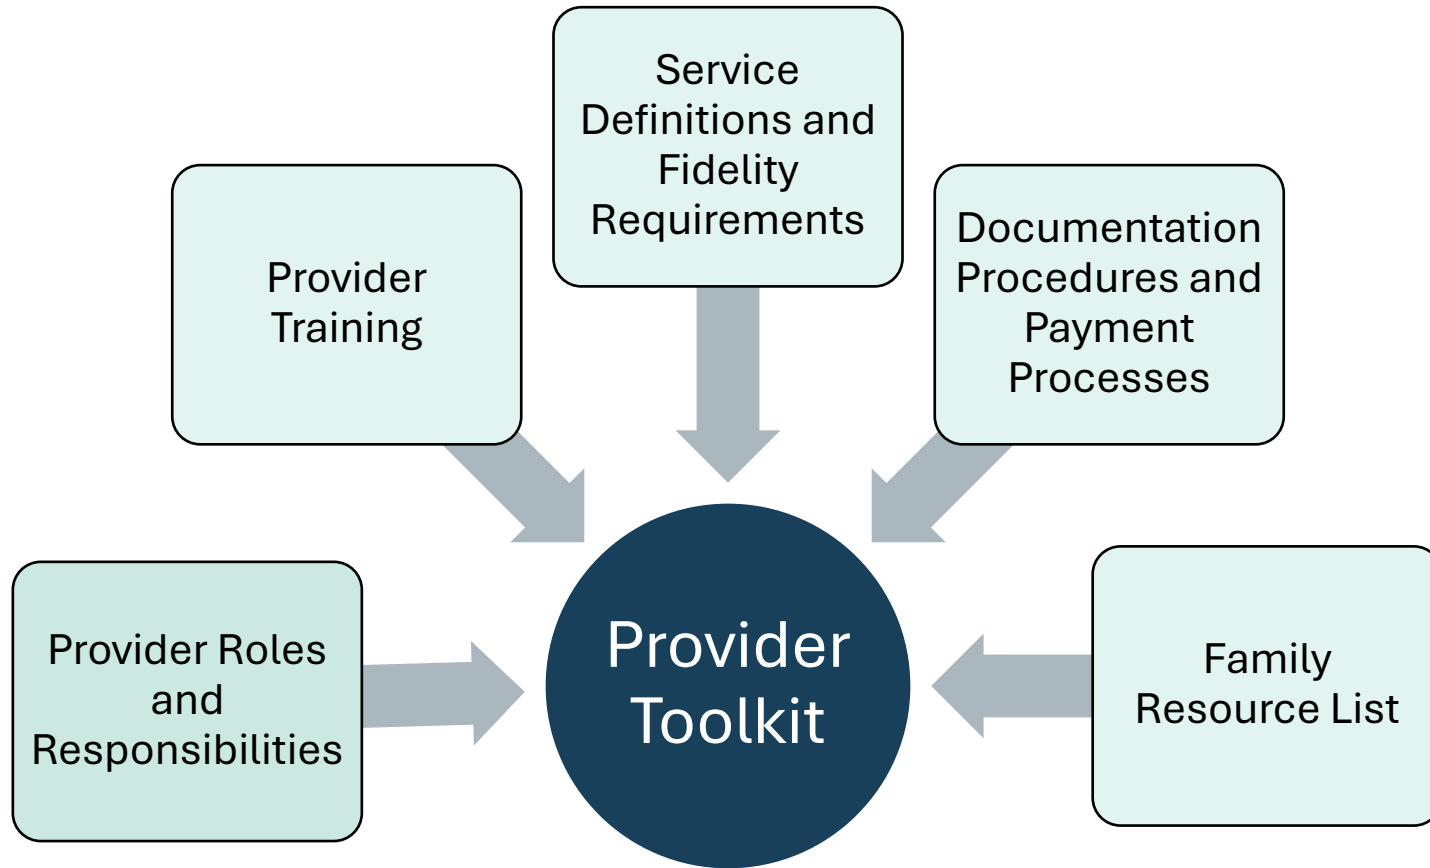 Service
Definitions and
Fidelity
Requirements
Provider
Training
Documentation
Procedures and
Payment
Processes
Provider Roles
and
Responsibilities
Provider
Toolkit
Family
Resource List